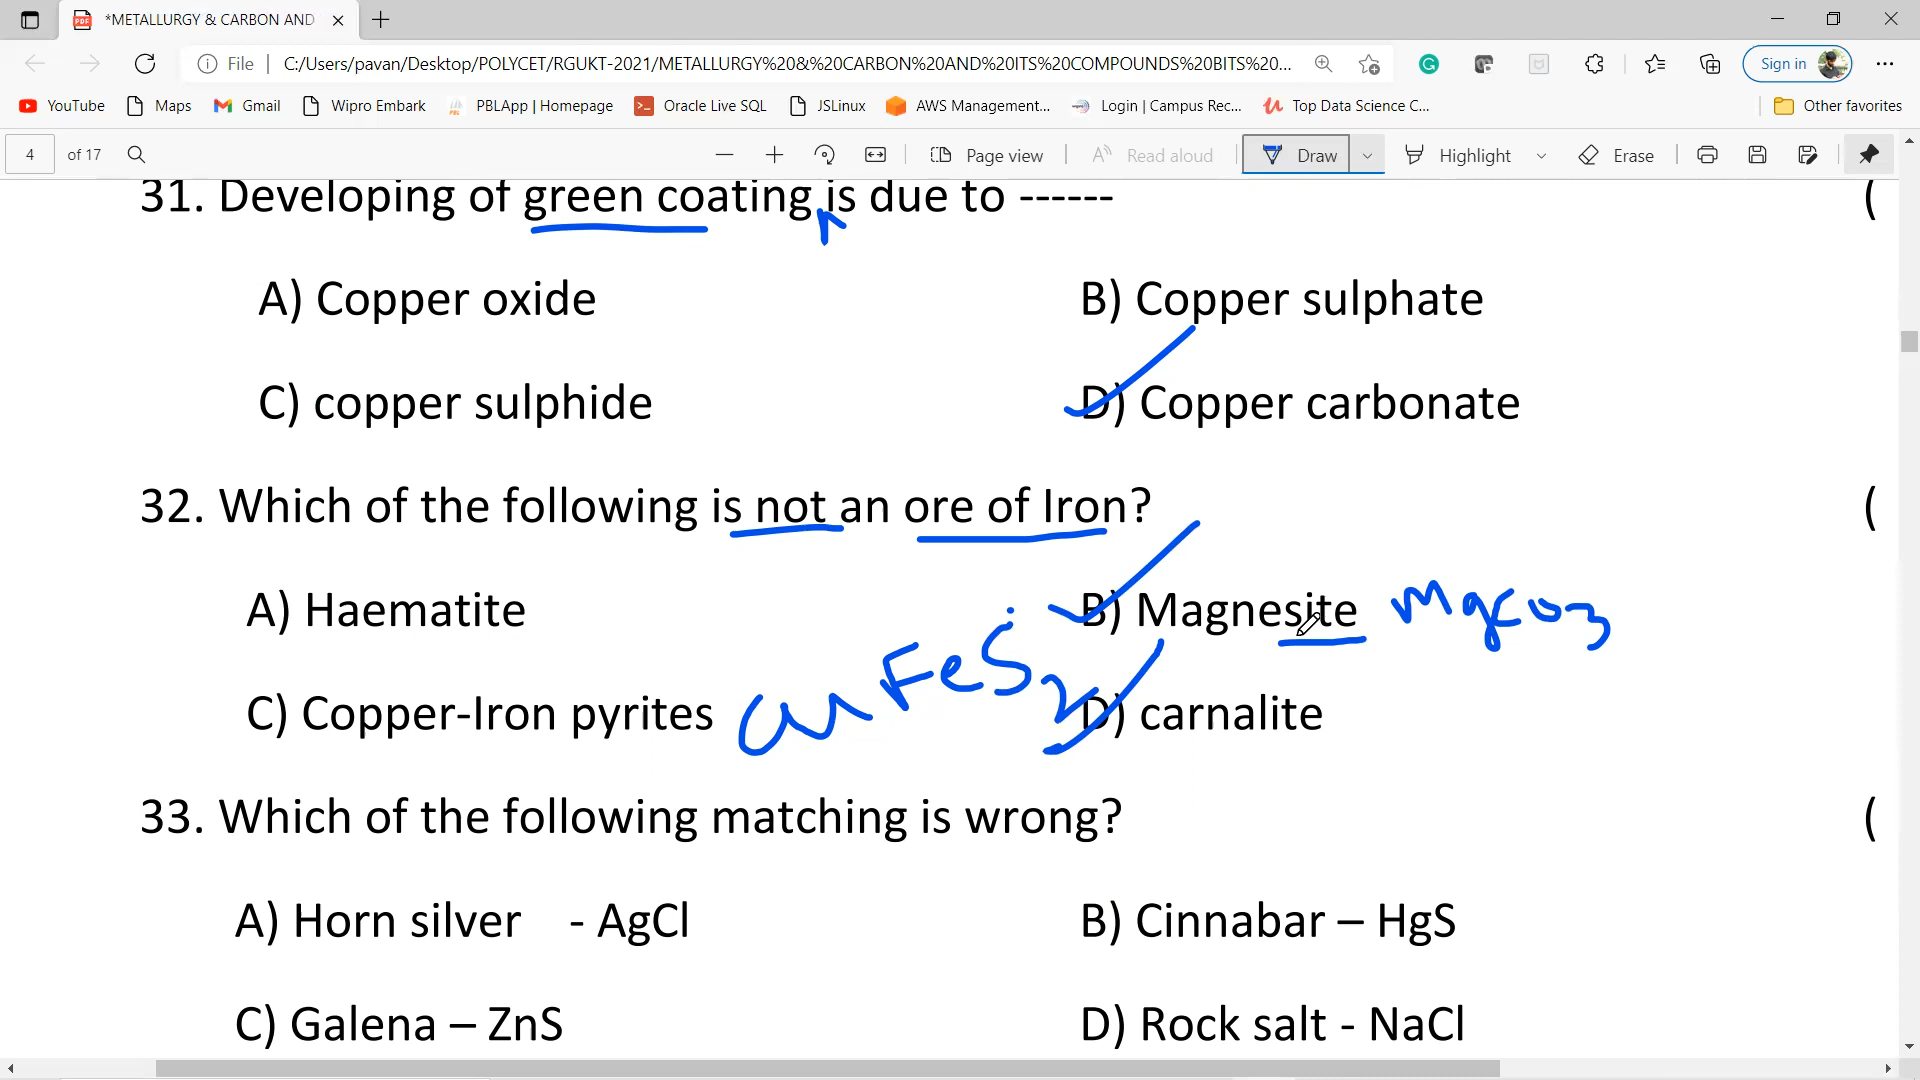 *METALLURGY & CARBON AND
File C:/Users/pavan/Desktop/POLYCET/RGUKT-2021/METALLURGY%20&%20CARBON%20AND%20ITS%20COMPOUNDS%20BITS%20... Sign in
YouTube Maps Gmail Wipro Embark PBLApp | Homepage Oracle Live SQL JSLinux AWS Management... Login | Campus Rec... Top Data Science C... Other favorites
4 of 17 Page view Read aloud Draw Highlight Erase
31. Developing of green coating is due to ------ (
A) Copper oxide B) Copper sulphate
C) copper sulphide D) Copper carbonate
32. Which of the following is not an ore of Iron? (
A) Haematite B) Magnesite MgCO3
C) Copper-Iron pyrites CuFeS2 D) carnalite
33. Which of the following matching is wrong? (
A) Horn silver - AgCl B) Cinnabar – HgS
C) Galena – ZnS D) Rock salt - NaCl